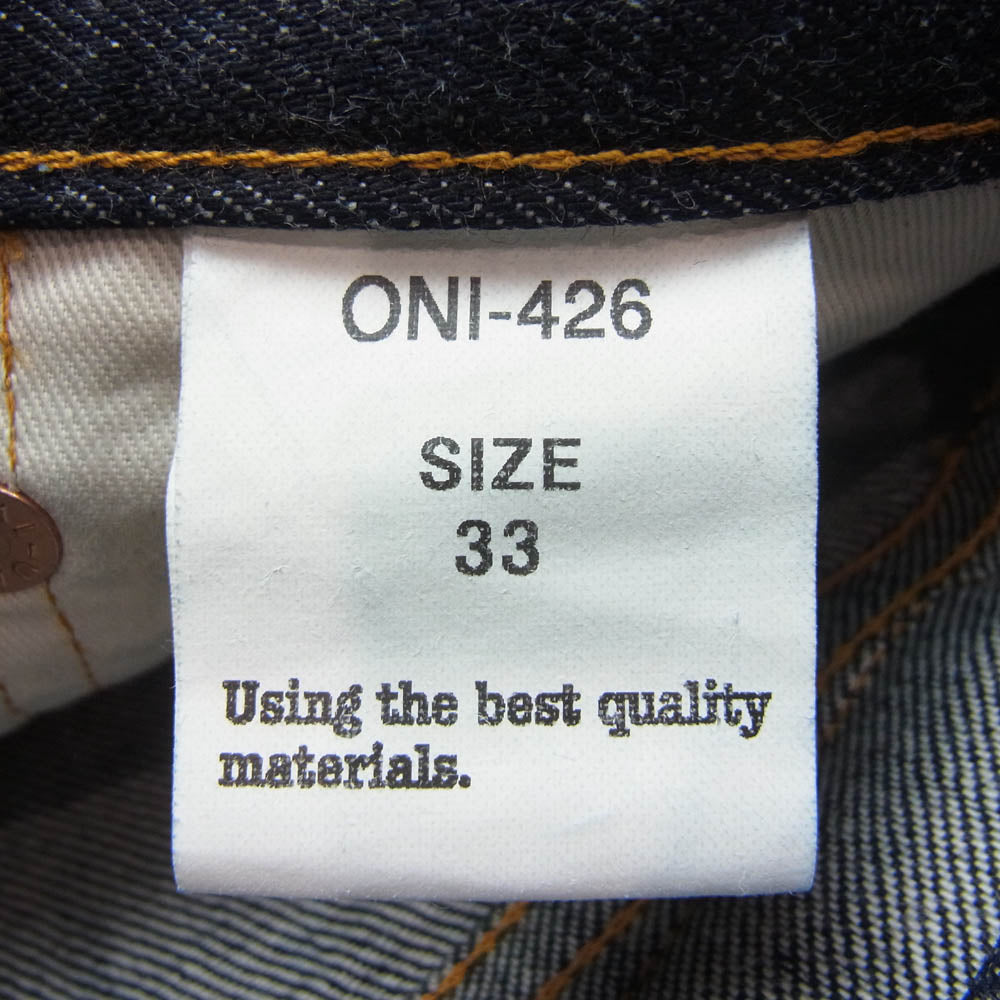 ONI-426
SIZE
33
Using the best quality
materials.